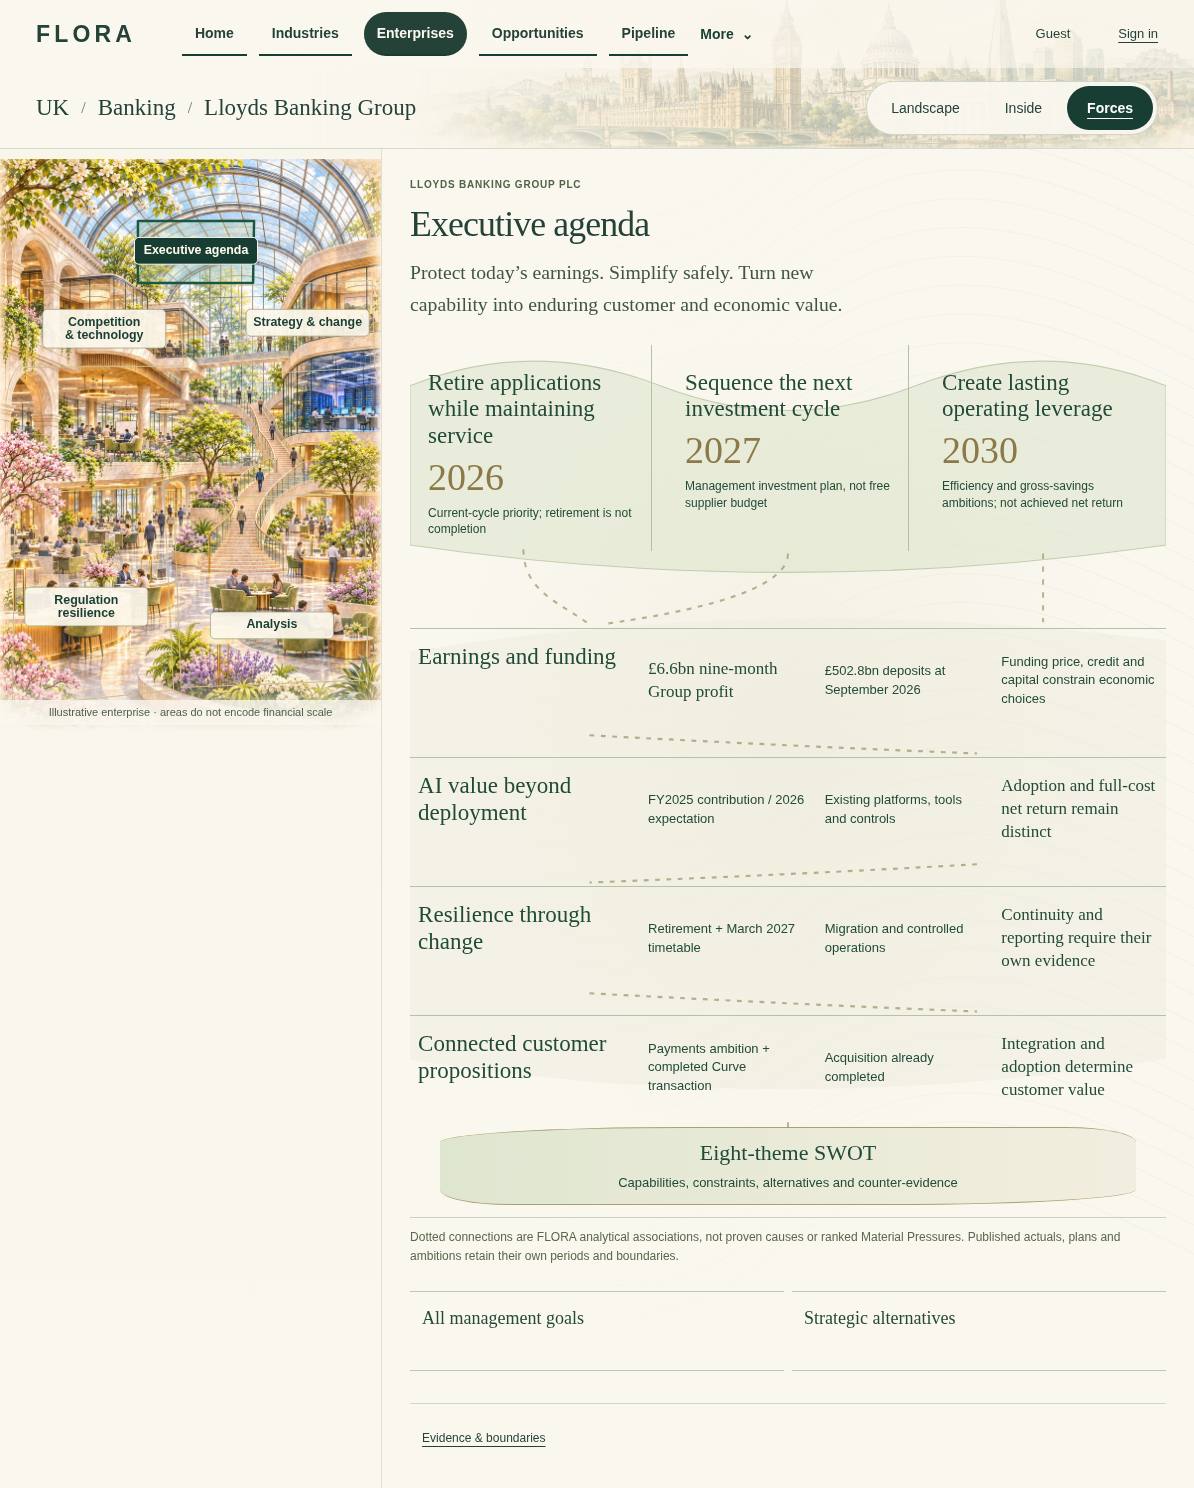 FLORA
Home
Industries
Enterprises
Opportunities
Pipeline
More
Guest
Sign in
UK / Banking / Lloyds Banking Group
Landscape
Inside
Forces
Executive agenda
Competition
& technology
Strategy & change
Regulation
resilience
Analysis
Illustrative enterprise · areas do not encode financial scale
LLOYDS BANKING GROUP PLC
Executive agenda
Protect today’s earnings. Simplify safely. Turn new
capability into enduring customer and economic value.
Retire applications
while maintaining
service
2026
Current-cycle priority; retirement is not
completion
Sequence the next
investment cycle
2027
Management investment plan, not free
supplier budget
Create lasting
operating leverage
2030
Efficiency and gross-savings
ambitions; not achieved net return
Earnings and funding
£6.6bn nine-month
Group profit
£502.8bn deposits at
September 2026
Funding price, credit and
capital constrain economic
choices
AI value beyond
deployment
FY2025 contribution / 2026
expectation
Existing platforms, tools
and controls
Adoption and full-cost
net return remain
distinct
Resilience through
change
Retirement + March 2027
timetable
Migration and controlled
operations
Continuity and
reporting require their
own evidence
Connected customer
propositions
Payments ambition +
completed Curve
transaction
Acquisition already
completed
Integration and
adoption determine
customer value
Eight-theme SWOT
Capabilities, constraints, alternatives and counter-evidence
Dotted connections are FLORA analytical associations, not proven causes or ranked Material Pressures. Published actuals, plans and
ambitions retain their own periods and boundaries.
All management goals
Strategic alternatives
Evidence & boundaries